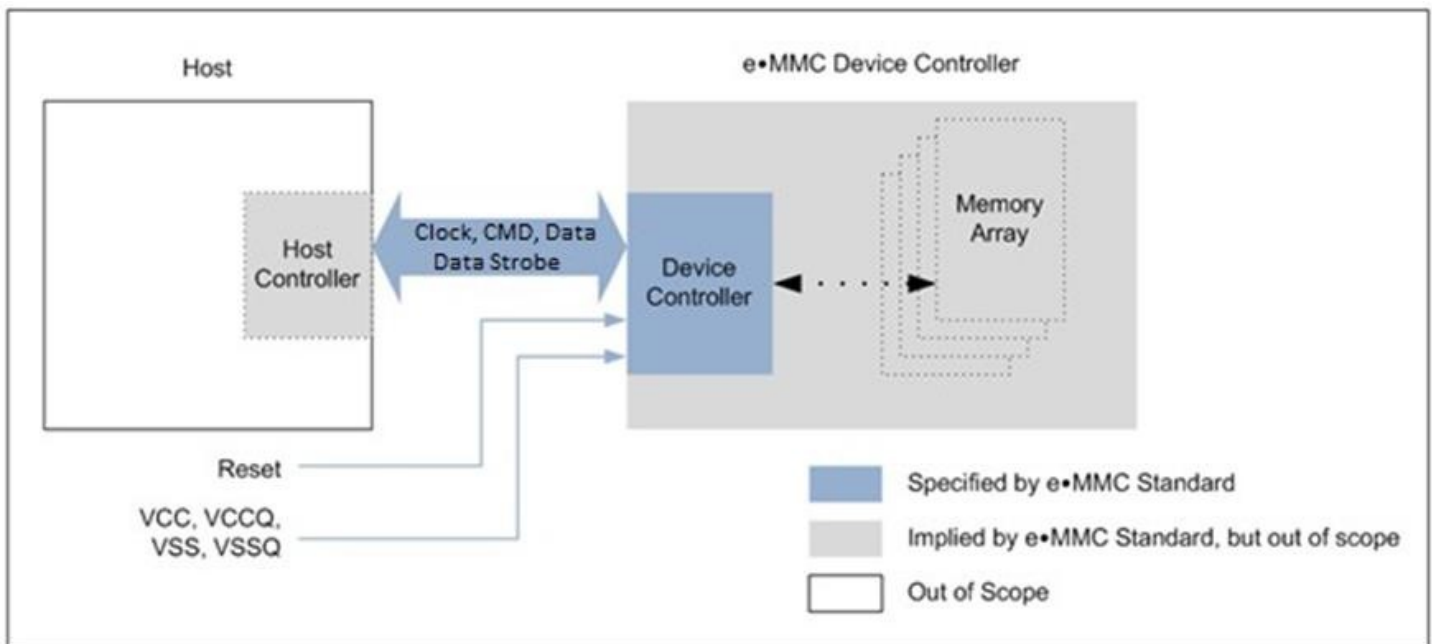 Host
e•MMC Device Controller
Host
Controller
Clock, CMD, Data
Data Strobe
Device
Controller
Memory
Array
Reset
VCC, VCCQ,
VSS, VSSQ
Specified by e•MMC Standard
Implied by e•MMC Standard, but out of scope
Out of Scope